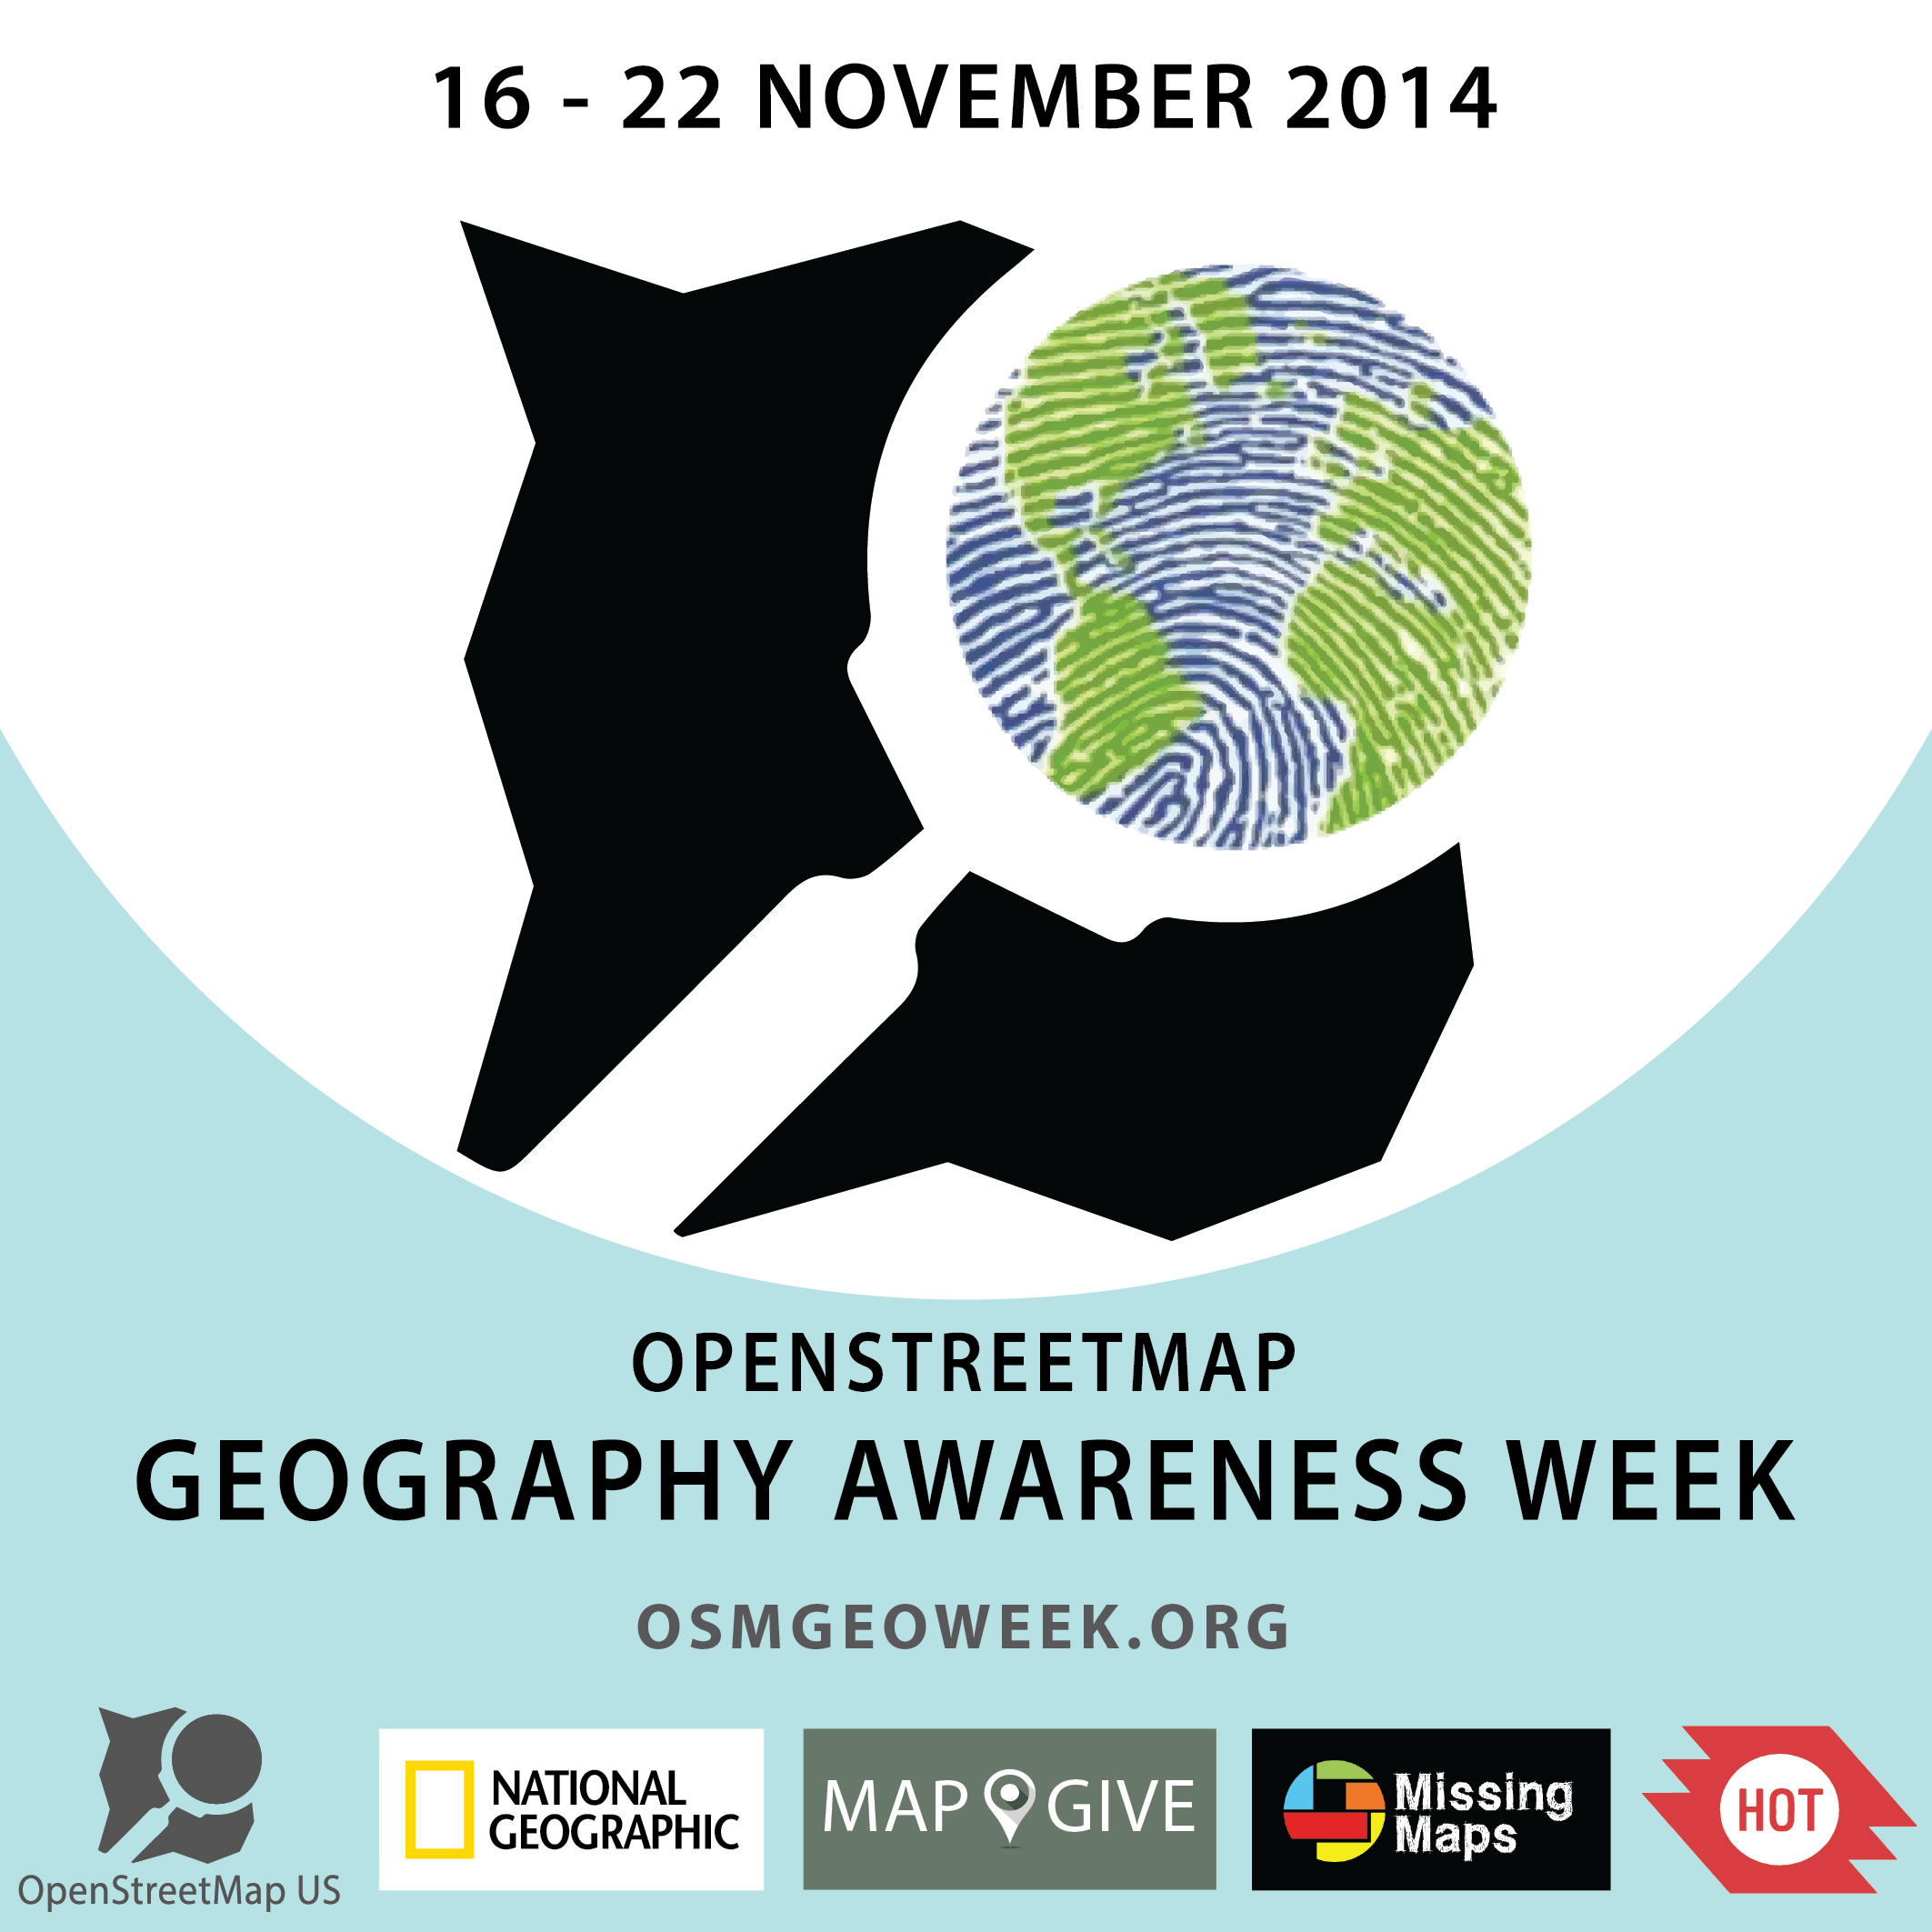 16 - 22 NOVEMBER 2014
OPENSTREETMAP
GEOGRAPHY AWARENESS WEEK
OSMGEOWEEK.ORG
OpenStreetMap US
NATIONAL
GEOGRAPHIC
MAP GIVE
Missing
Maps
HOT